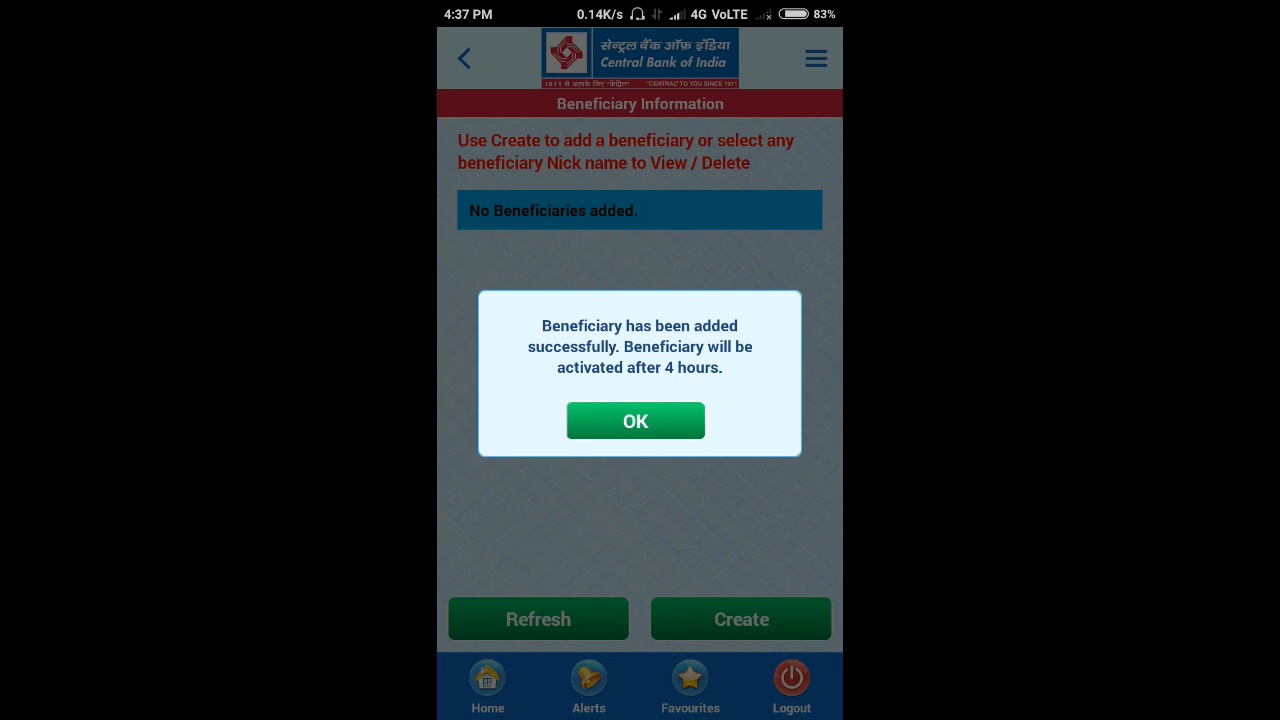 4:37 PM 0.14K/s 4G VoLTE 83%
सेन्ट्रल बैंक ऑफ़ इंडिया
Central Bank of India
1911 से आपके लिए "केंद्रित" "CENTRAL" TO YOU SINCE 1911
Beneficiary Information
Use Create to add a beneficiary or select any
beneficiary Nick name to View / Delete
No Beneficiaries added.
Beneficiary has been added
successfully. Beneficiary will be
activated after 4 hours.
OK
Refresh Create
Home Alerts Favourites Logout